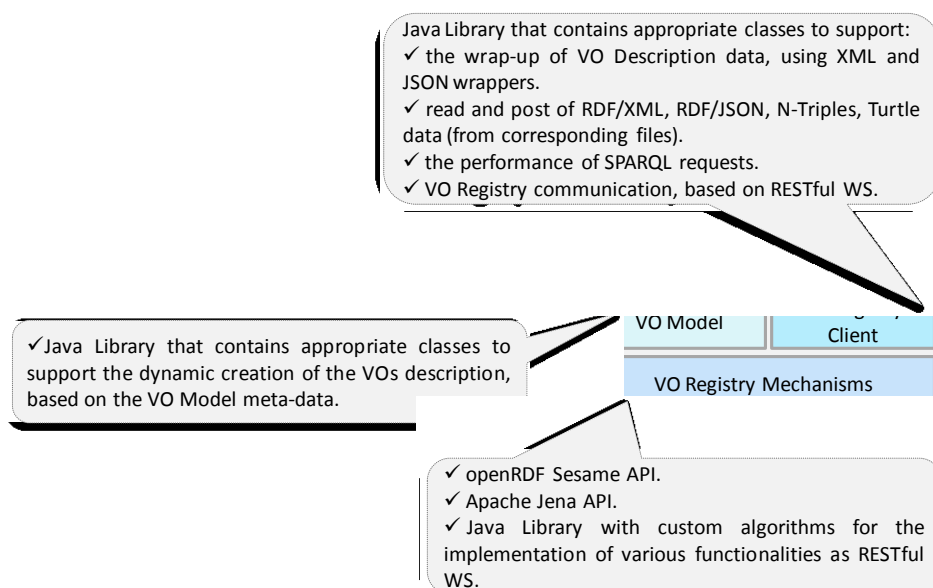 Java Library that contains appropriate classes to support:
✓ the wrap-up of VO Description data, using XML and
JSON wrappers.
✓ read and post of RDF/XML, RDF/JSON, N-Triples, Turtle
data (from corresponding files).
✓ the performance of SPARQL requests.
✓ VO Registry communication, based on RESTful WS.
VO Model
Client
✓Java Library that contains appropriate classes to
support the dynamic creation of the VOs description,
based on the VO Model meta-data.
VO Registry Mechanisms
✓ openRDF Sesame API.
✓ Apache Jena API.
✓ Java Library with custom algorithms for the
implementation of various functionalities as RESTful
WS.